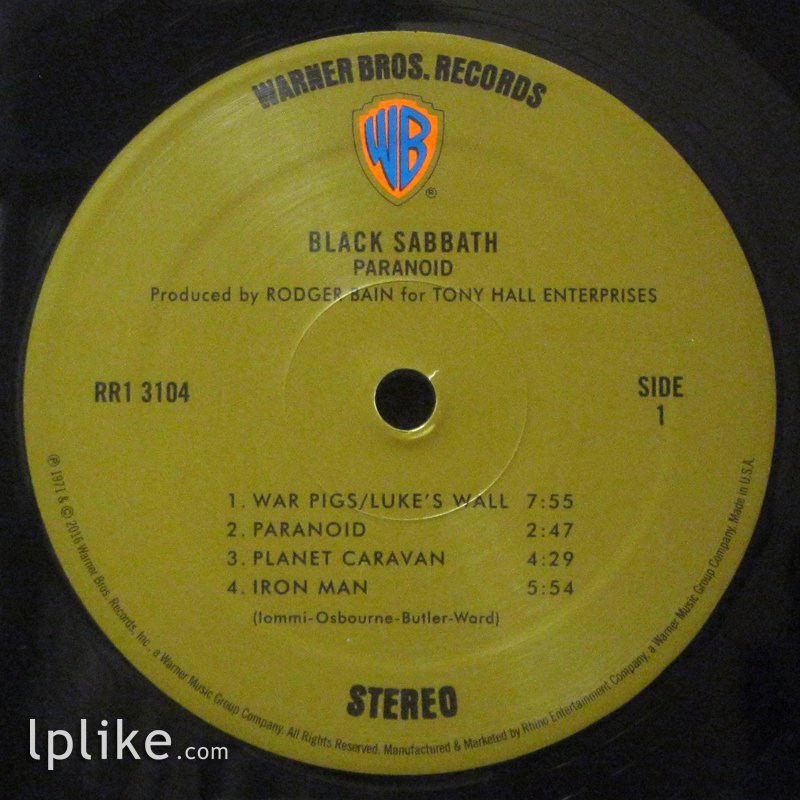 WARNER BROS. RECORDS
WB
®
BLACK SABBATH
PARANOID
Produced by RODGER BAIN for TONY HALL ENTERPRISES
RR1 3104
SIDE
1
1. WAR PIGS/LUKE'S WALL 7:55
2. PARANOID 2:47
3. PLANET CARAVAN 4:29
4. IRON MAN 5:54
(Iommi-Osbourne-Butler-Ward)
STEREO
℗ 1971 & © 2016 Warner Bros. Records, Inc., a Warner Music Group Company. All Rights Reserved. Manufactured & Marketed by Rhino Entertainment Company, a Warner Music Group Company. Made in U.S.A.
lplike.com